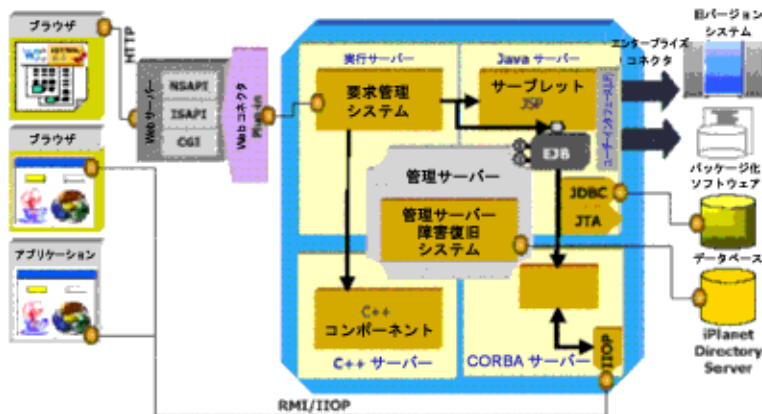 ブラウザ
HTTP
ブラウザ
アプリケーション
Webサーバー
NSAPI
ISAPI
CGI
Webコネクタ
Plug-in
実行サーバー
要求管理
システム
Java サーバー
サーブレット
JSP
EJB
管理サーバー
管理サーバー
障害復旧
システム
JDBC
JTA
C++
コンポーネント
C++ サーバー
CORBA サーバー
IIOP
RMI/IIOP
エンタープライズ
コネクタ
旧バージョン
システム
パッケージ化
ソフトウェア
データベース
iPlanet
Directory
Server